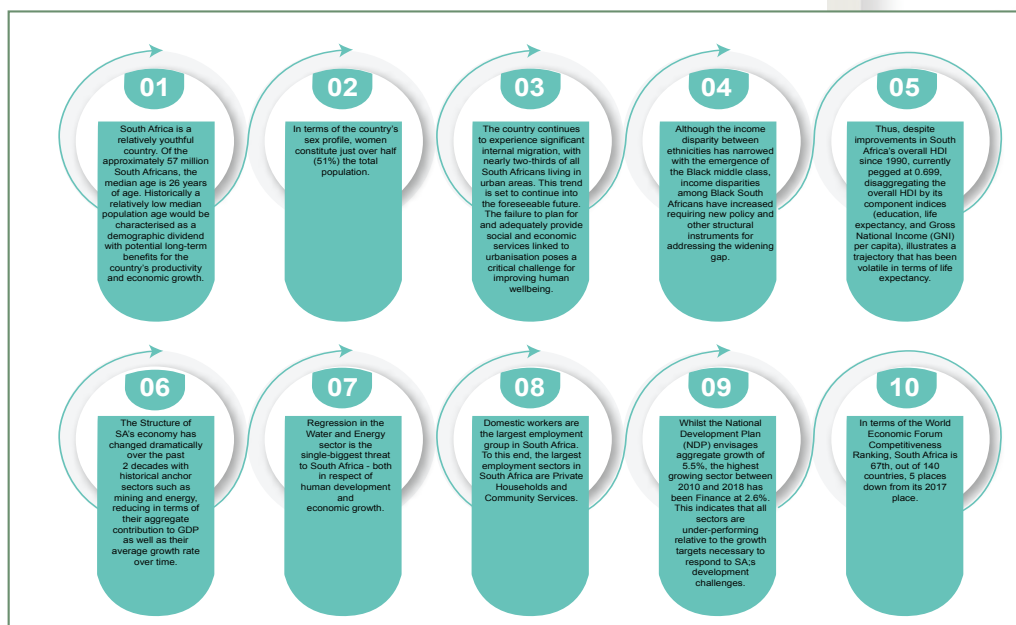 01
South Africa is a
relatively youthful
country. Of the
approximately 57 million
South Africans, the
median age is 26 years
of age. Historically a
relatively low median
population age would be
characterised as a
demographic dividend
with potential long-term
benefits for the
country's productivity
and economic growth.
02
In terms of the country's
sex profile, women
constitute just over half
(51%) the total
population.
03
The country continues
to experience significant
internal migration, with
nearly two-thirds of all
South Africans living in
urban areas. This trend
is set to continue into
the foreseeable future.
The failure to plan for
and adequately provide
social and economic
services linked to
urbanisation poses a
critical challenge for
improving human
wellbeing.
04
Although the income
disparity between
ethnicities has narrowed
with the emergence of
the Black middle class,
income disparities
among Black South
Africans have increased
requiring new policy and
other structural
instruments for
addressing the widening
gap.
05
Thus, despite
improvements in South
Africa's overall HDI
since 1990, currently
pegged at 0.699,
disaggregating the
overall HDI by its
component indices
(education, life
expectancy, and Gross
National Income (GNI)
per capita), illustrates a
trajectory that has been
volatile in terms of life
expectancy.
06
The Structure of
SA's economy has
changed dramatically
over the past
2 decades with
historical anchor
sectors such as
mining and energy,
reducing in terms of
their aggregate
contribution to GDP
as well as their
average growth rate
over time.
07
Regression in the
Water and Energy
sector is the
single-biggest threat
to South Africa - both
in respect of
human development
and
economic growth.
08
Domestic workers are
the largest employment
group in South Africa.
To this end, the largest
employment sectors in
South Africa are Private
Households and
Community Services.
09
Whilst the National
Development Plan
(NDP) envisages
aggregate growth of
5.5%, the highest
growing sector between
2010 and 2018 has
been Finance at 2.6%.
This indicates that all
sectors are
under-performing
relative to the growth
targets necessary to
respond to SA;s
development
challenges.
10
In terms of the World
Economic Forum
Competitiveness
Ranking, South Africa is
67th, out of 140
countries, 5 places
down from its 2017
place.